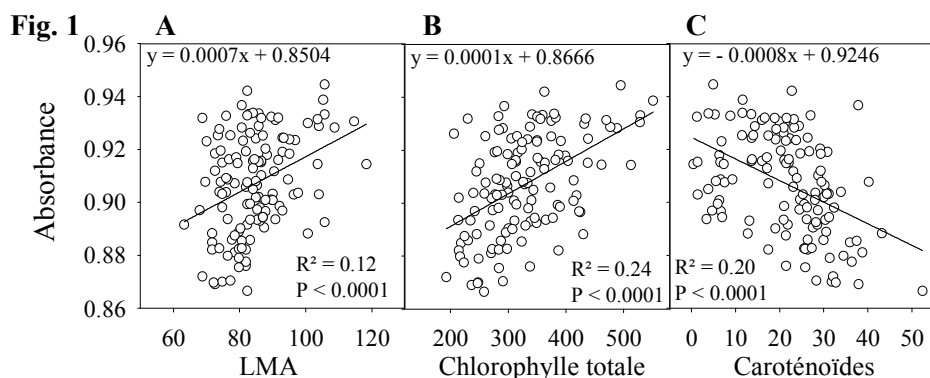 Fig. 1
A
B
C
y = 0.0007x + 0.8504
y = 0.0001x + 0.8666
y = - 0.0008x + 0.9246
Absorbance
0.96
0.94
0.92
0.90
0.88
0.86
R² = 0.12
P < 0.0001
R² = 0.24
P < 0.0001
R² = 0.20
P < 0.0001
60 80 100 120
200 300 400 500
0 10 20 30 40 50
LMA
Chlorophylle totale
Caroténoïdes